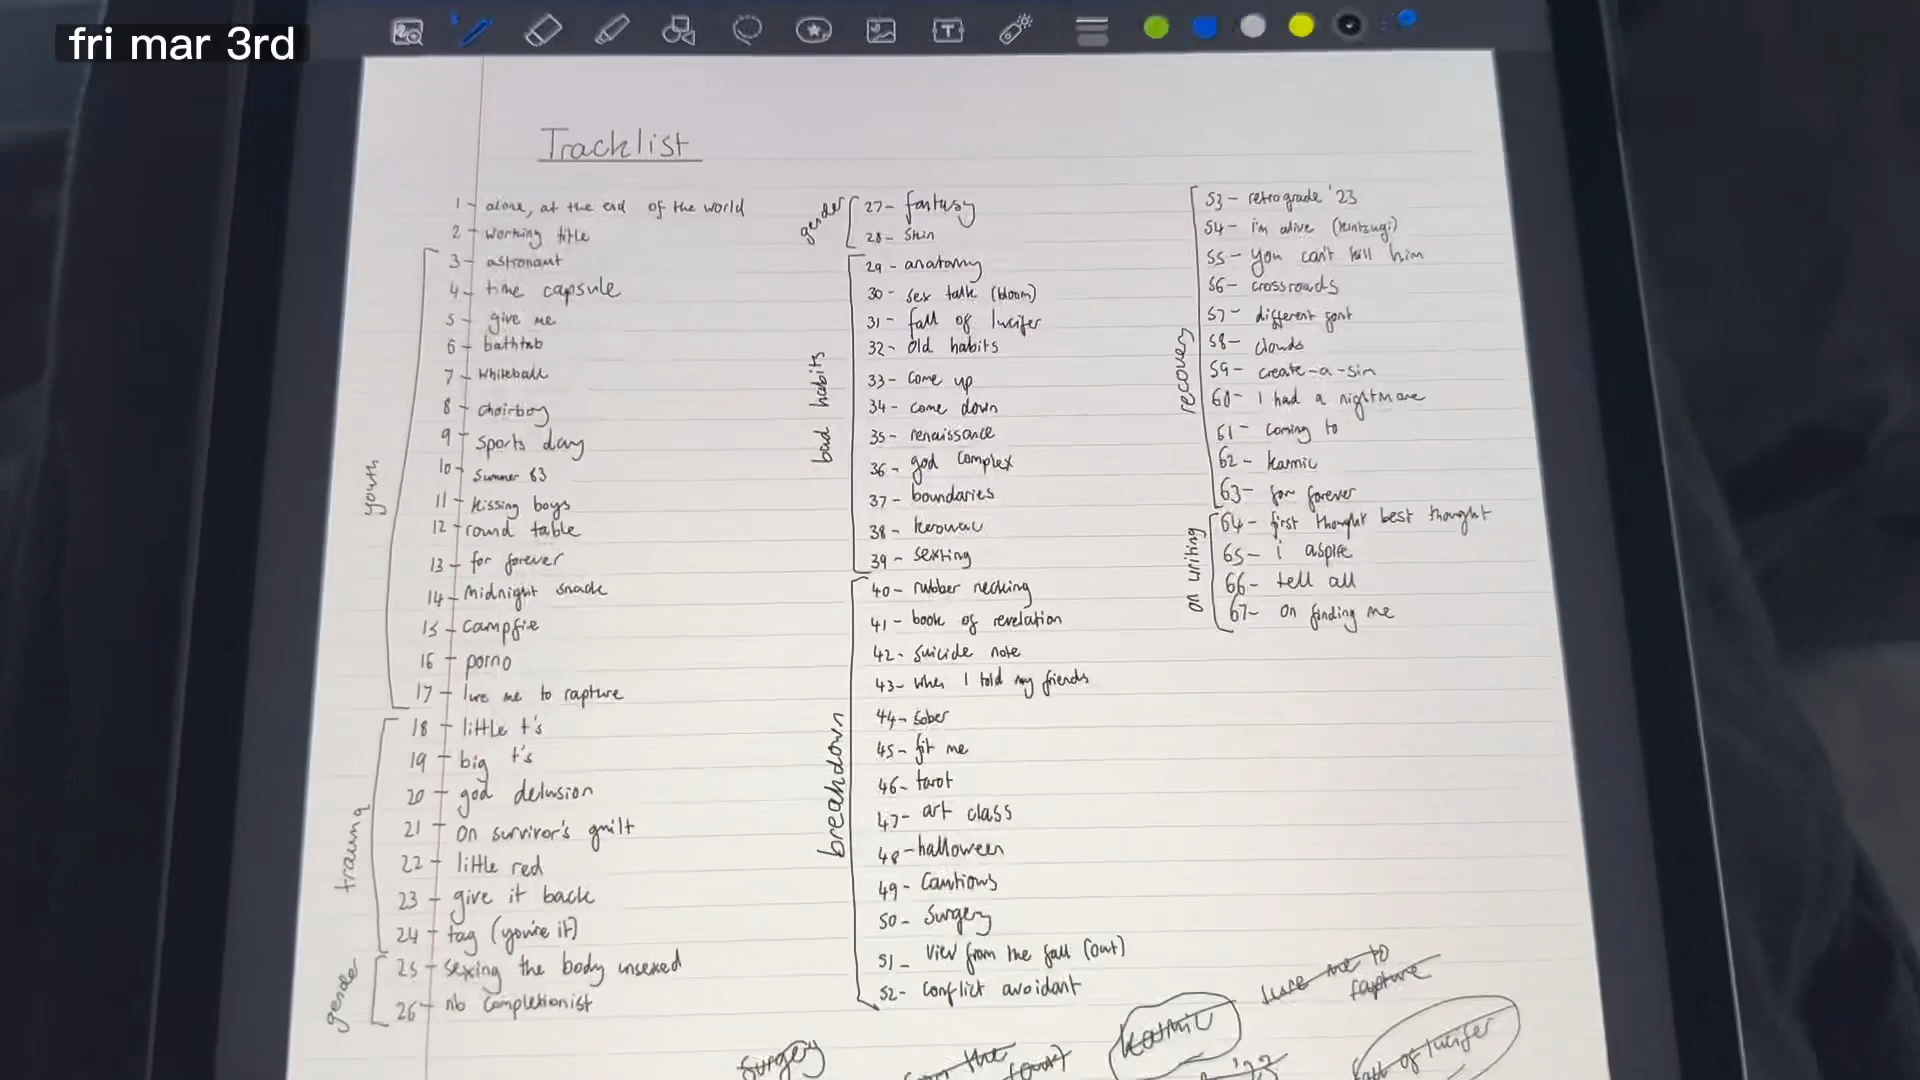 fri mar 3rd
Tracklist
1 - alone, at the end of the world
2 - working title
youth
3 - astronaut
4 - time capsule
5 - give me
6 - bathtub
7 - whiteball
8 - choirboy
9 - sports day
10 - summer 63
11 - kissing boys
12 - round table
13 - for forever
14 - midnight snack
15 - campfie
16 - porno
17 - lure me to rapture
trauma
18 - little t's
19 - big t's
20 - god delusion
21 - on survivor's guilt
22 - little red
23 - give it back
24 - tag (you're it)
gender
25 - sexing the body unsexed
26 - nb completionist
gender
27 - fantasy
28 - skin
bad habits
29 - anatomy
30 - sex talk (bloom)
31 - fall of lucifer
32 - old habits
33 - come up
34 - come down
35 - renaissance
36 - god complex
37 - boundaries
38 - kerouac
39 - sexting
breakdown
40 - rubber necking
41 - book of revelation
42 - suicide note
43 - when I told my friends
44 - sober
45 - fit me
46 - tarot
47 - art class
48 - halloween
49 - cautious
50 - surgery
51 - view from the fall (out)
52 - conflict avoidant
recovery
53 - retrograde '23
54 - i'm alive (kintsugi)
55 - you can't kill him
56 - crossroads
57 - different font
58 - clouds
59 - create-a-sim
60 - I had a nightmare
61 - coming to
62 - karmic
63 - for forever
on writing
64 - first thought best thought
65 - i aspire
66 - tell all
67 - on finding me
lure me to
rapture
surgery
the
(out)
karmic
'23
fall of lucifer